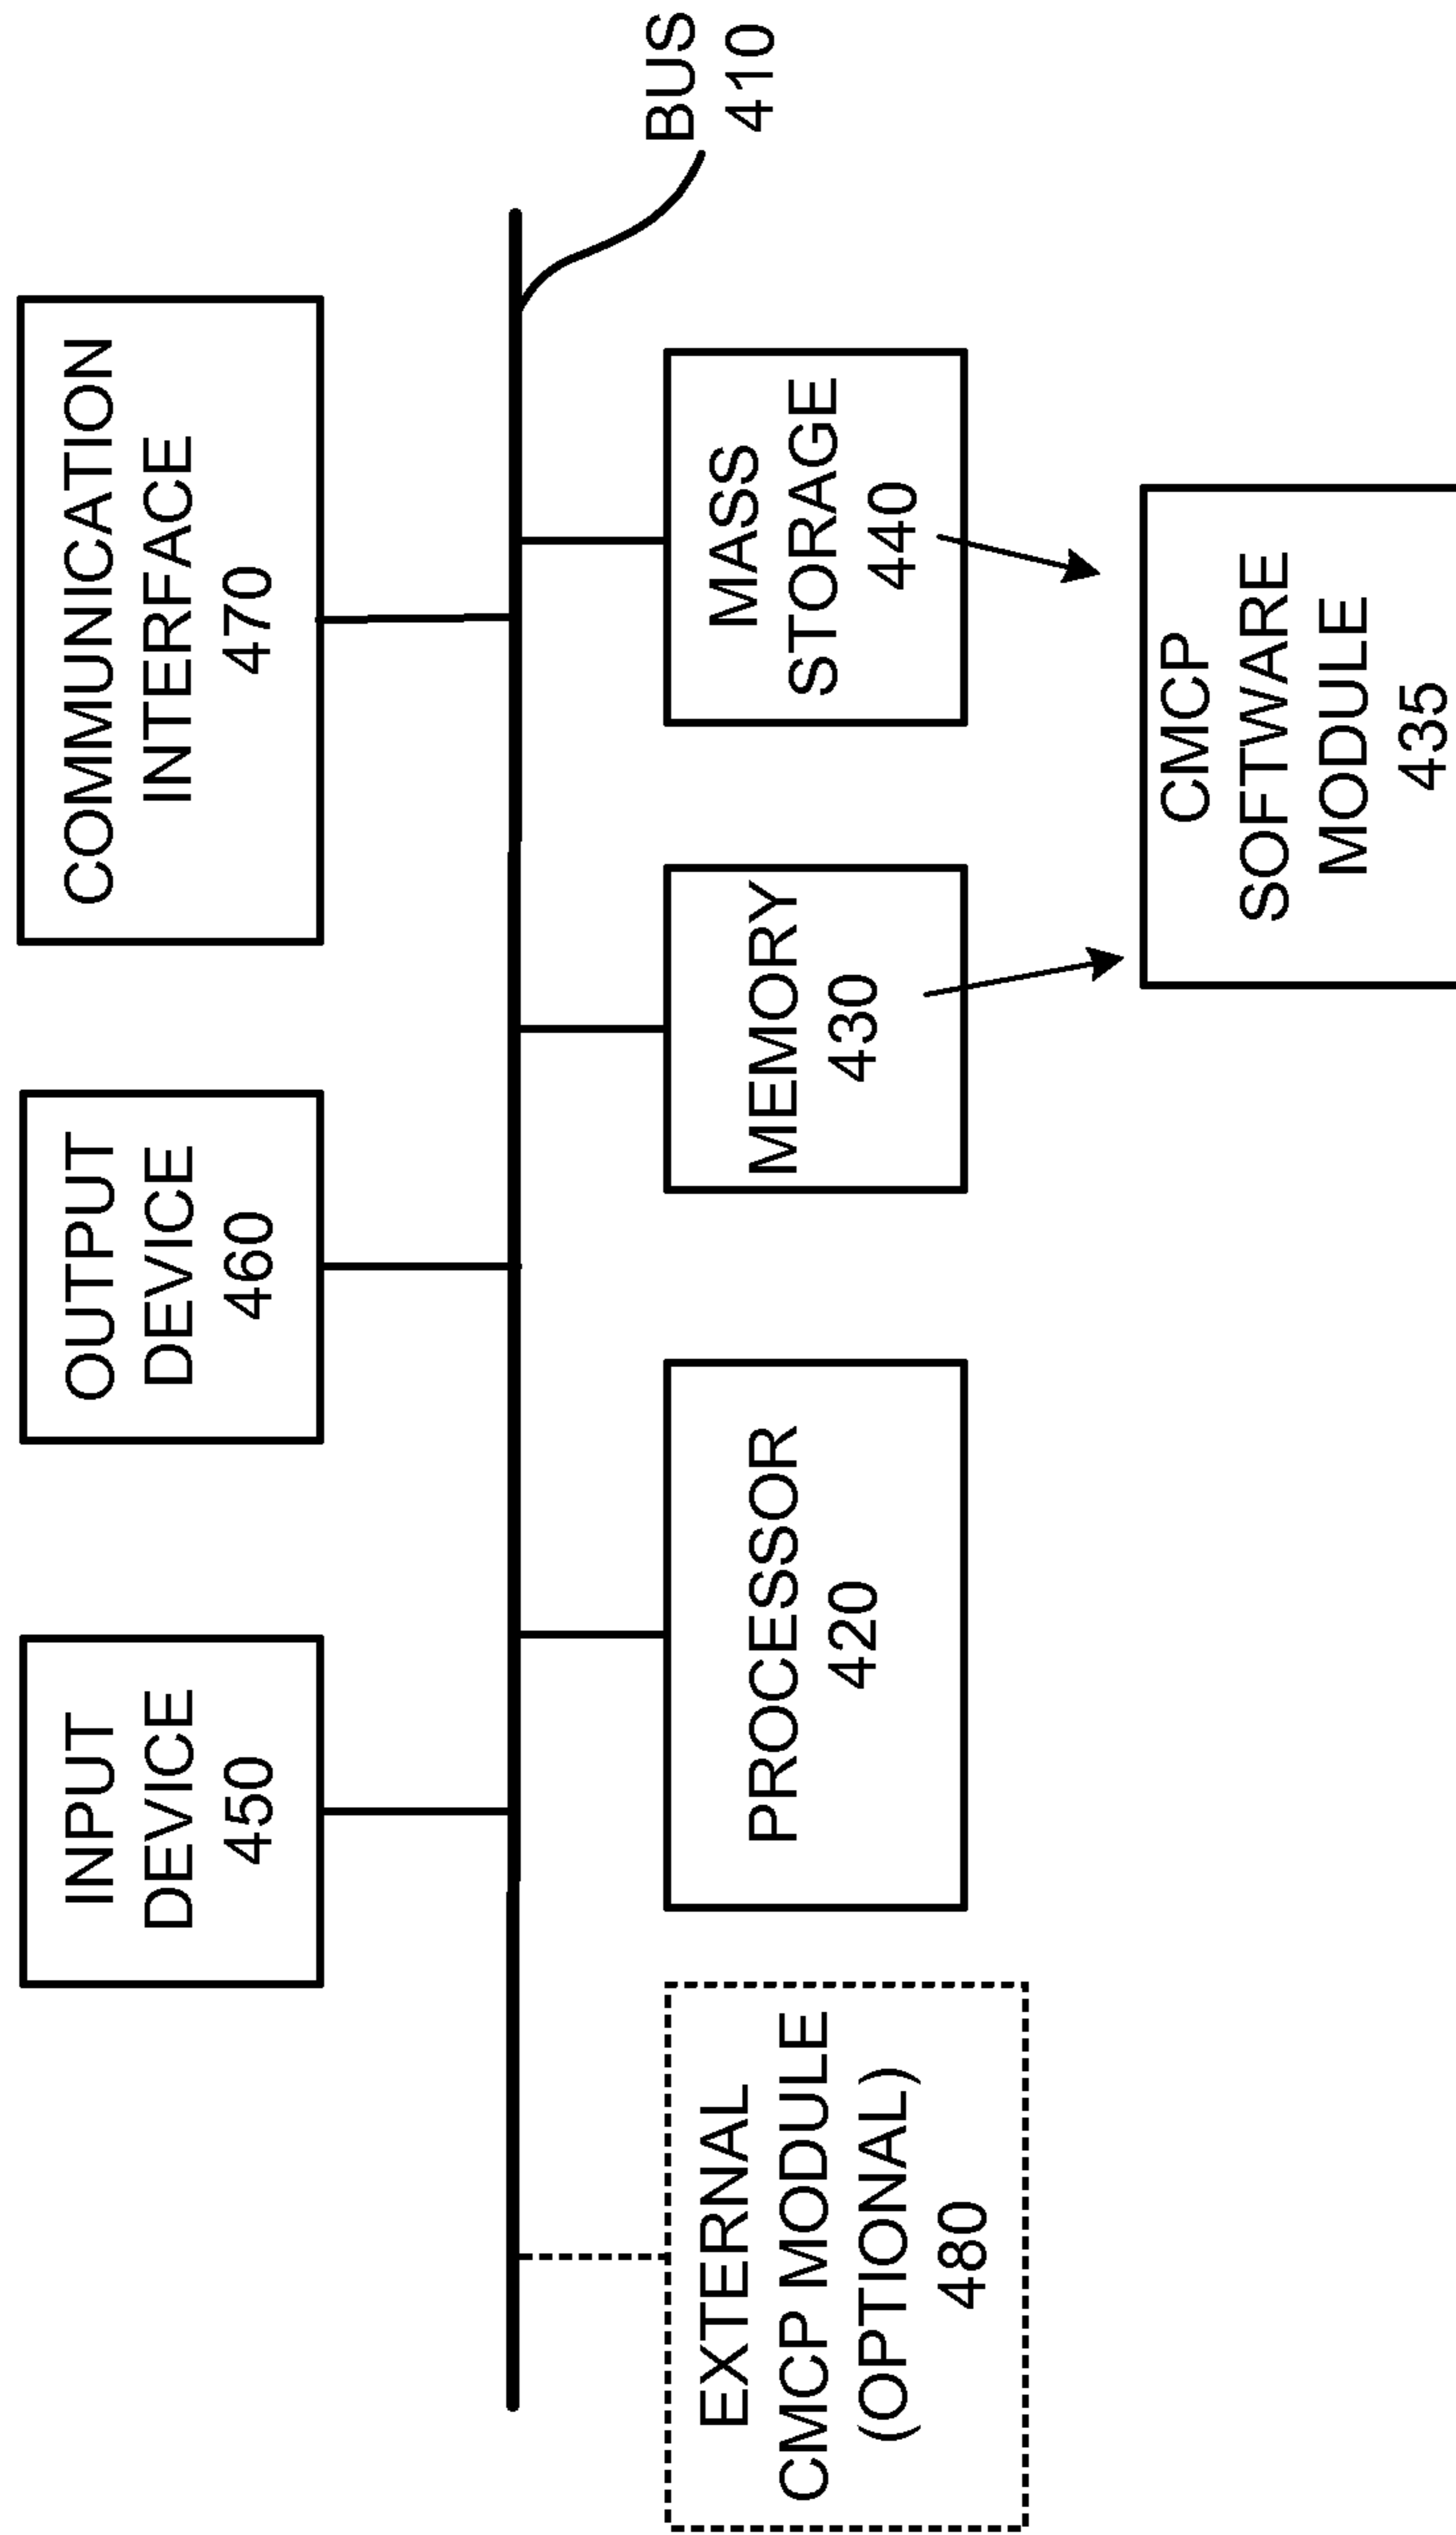 INPUT
DEVICE
450
OUTPUT
DEVICE
460
COMMUNICATION
INTERFACE
470
BUS
410
EXTERNAL
CMCP MODULE
(OPTIONAL)
480
PROCESSOR
420
MEMORY
430
MASS
STORAGE
440
CMCP
SOFTWARE
MODULE
435